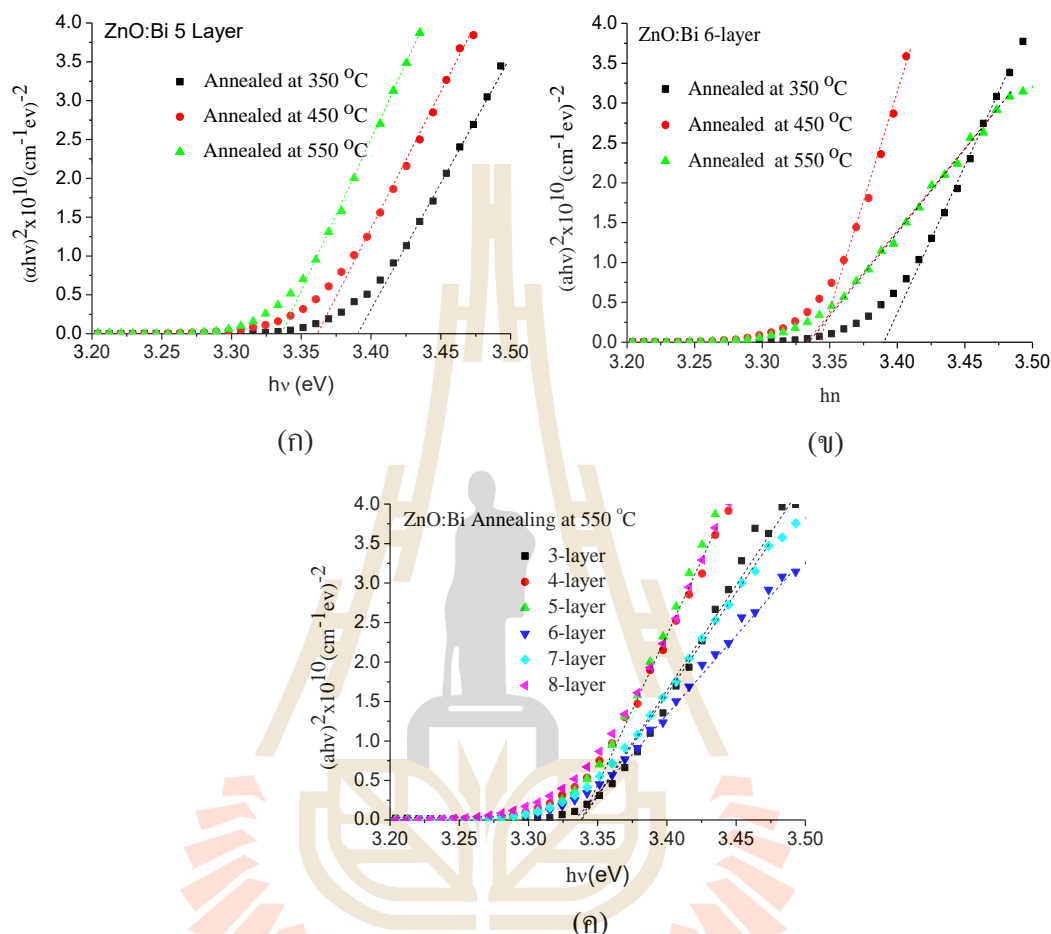 ZnO:Bi 5 Layer
Annealed at 350 °C
Annealed at 450 °C
Annealed at 550 °C
(αhν)²x10¹⁰(cm⁻¹ev)⁻²
4.0
3.5
3.0
2.5
2.0
1.5
1.0
0.5
0.0
3.20 3.25 3.30 3.35 3.40 3.45 3.50
hν (eV)
(ก)
ZnO:Bi 6-layer
Annealed at 350 °C
Annealed at 450 °C
Annealed at 550 °C
(ahv)²x10¹⁰(cm⁻¹ev)⁻²
4.0
3.5
3.0
2.5
2.0
1.5
1.0
0.5
0.0
3.20 3.25 3.30 3.35 3.40 3.45 3.50
hn
(ข)
ZnO:Bi Annealing at 550 °C
3-layer
4-layer
5-layer
6-layer
7-layer
8-layer
(ahv)²x10¹⁰(cm⁻¹ev)⁻²
4.0
3.5
3.0
2.5
2.0
1.5
1.0
0.5
0.0
3.20 3.25 3.30 3.35 3.40 3.45 3.50
hν(eV)
(ค)